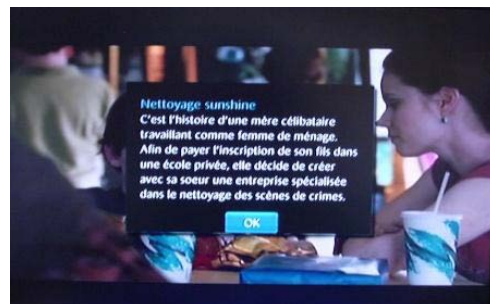 Nettoyage sunshine
C'est l'histoire d'une mère célibataire
travaillant comme femme de ménage.
Afin de payer l'inscription de son fils dans
une école privée, elle décide de créer
avec sa soeur une entreprise spécialisée
dans le nettoyage des scènes de crimes.
OK